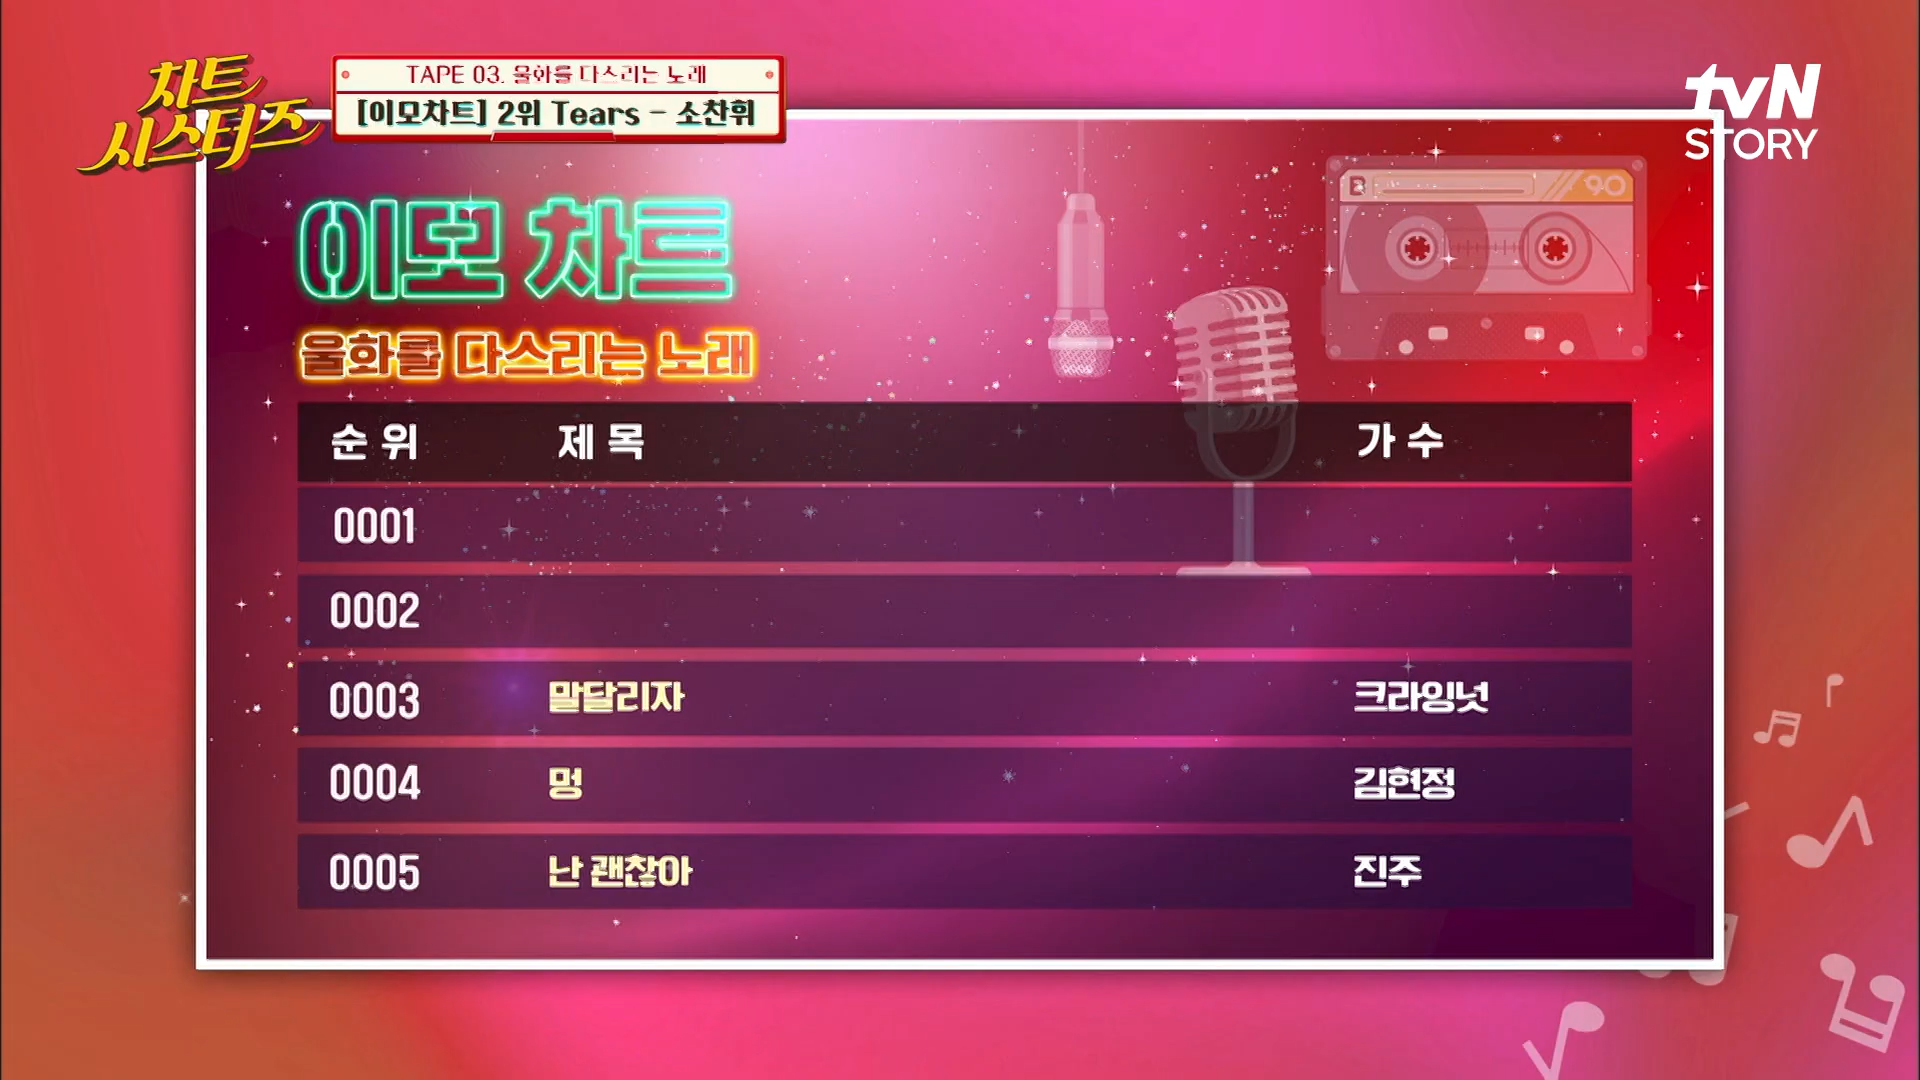 차트
시스터즈
TAPE 03. 울화를 다스리는 노래
[이모차트] 2위 Tears - 소찬휘
tvN
STORY
B 90
이모 차트
울화를 다스리는 노래
순위 제목 가수
0001
0002
0003 말달리자 크라잉넛
0004 멍 김현정
0005 난 괜찮아 진주